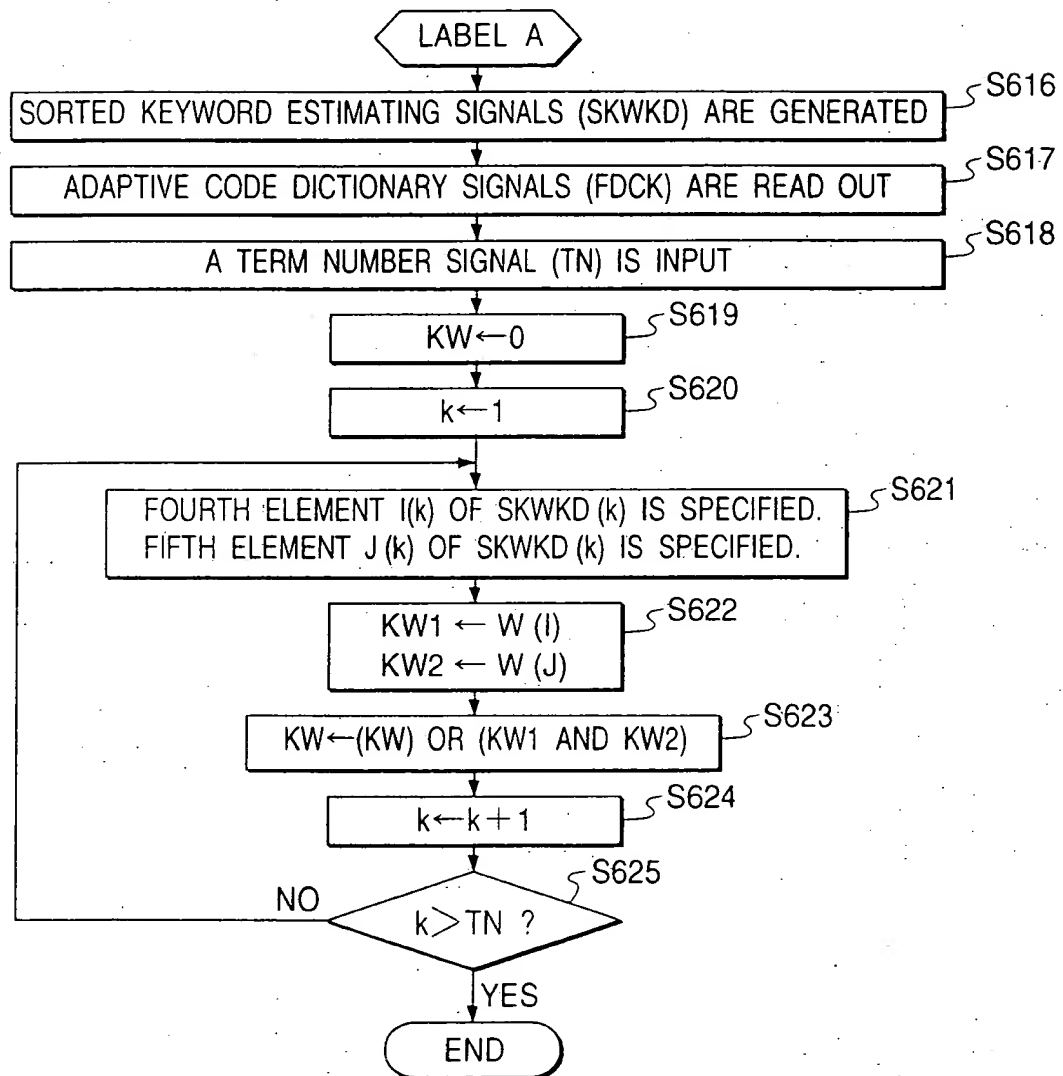 LABEL A
S616
SORTED KEYWORD ESTIMATING SIGNALS (SKWKD) ARE GENERATED
S617
ADAPTIVE CODE DICTIONARY SIGNALS (FDCK) ARE READ OUT
S618
A TERM NUMBER SIGNAL (TN) IS INPUT
S619
KW←0
S620
k←1
S621
FOURTH ELEMENT I(k) OF SKWKD (k) IS SPECIFIED.
FIFTH ELEMENT J (k) OF SKWKD (k) IS SPECIFIED.
S622
KW1 ← W (I)
KW2 ← W (J)
S623
KW←(KW) OR (KW1 AND KW2)
S624
k←k+1
S625
NO
k>TN ?
YES
END